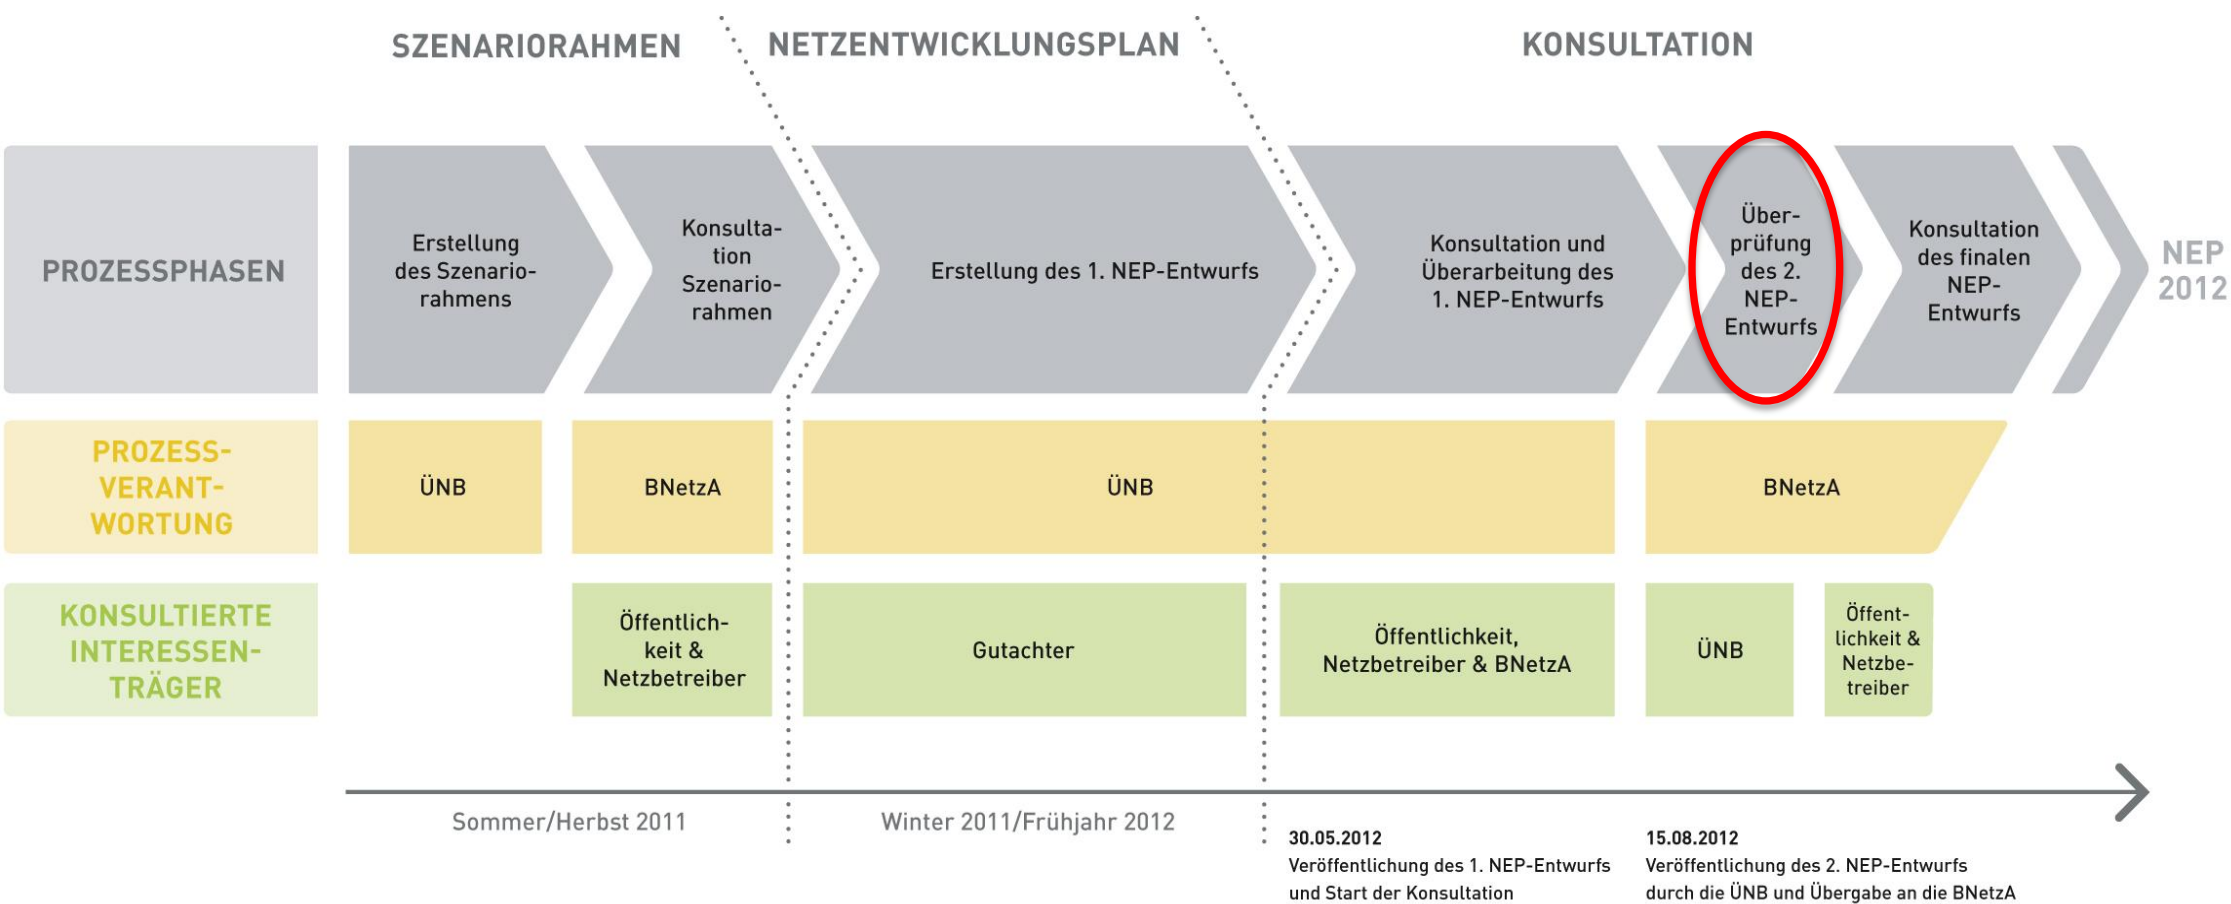 SZENARIORAHMEN
NETZENTWICKLUNGSPLAN
KONSULTATION
PROZESSPHASEN
Erstellung
des Szenario-
rahmens
Konsulta-
tion
Szenario-
rahmen
Erstellung des 1. NEP-Entwurfs
Konsultation und
Überarbeitung des
1. NEP-Entwurfs
Über-
prüfung
des 2.
NEP-
Entwurfs
Konsultation
des finalen
NEP-
Entwurfs
NEP
2012
PROZESS-
VERANT-
WORTUNG
ÜNB
BNetzA
ÜNB
BNetzA
KONSULTIERTE
INTERESSEN-
TRÄGER
Öffentlich-
keit &
Netzbetreiber
Gutachter
Öffentlichkeit,
Netzbetreiber & BNetzA
ÜNB
Öffent-
lichkeit &
Netzbe-
treiber
Sommer/Herbst 2011
Winter 2011/Frühjahr 2012
30.05.2012
Veröffentlichung des 1. NEP-Entwurfs
und Start der Konsultation
15.08.2012
Veröffentlichung des 2. NEP-Entwurfs
durch die ÜNB und Übergabe an die BNetzA